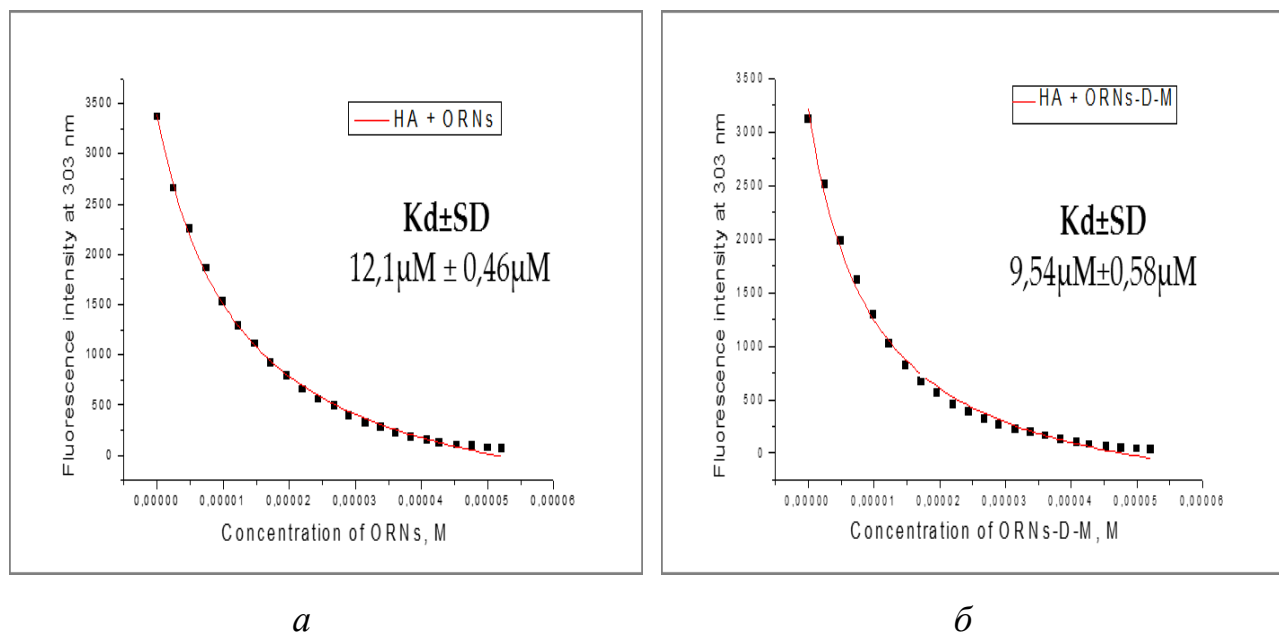 3500
3000
2500
2000
1500
1000
500
0
Fluorescence intensity at 303 nm
HA + ORNs
Kd±SD
12,1μM ± 0,46μM
0,00000 0,00001 0,00002 0,00003 0,00004 0,00005 0,00006
Concentration of ORNs, M
а
3500
3000
2500
2000
1500
1000
500
0
Fluorescence intensity at 303 nm
HA + ORNs-D-M
Kd±SD
9,54μM±0,58μM
0,00000 0,00001 0,00002 0,00003 0,00004 0,00005 0,00006
Concentration of ORNs-D-M, M
б